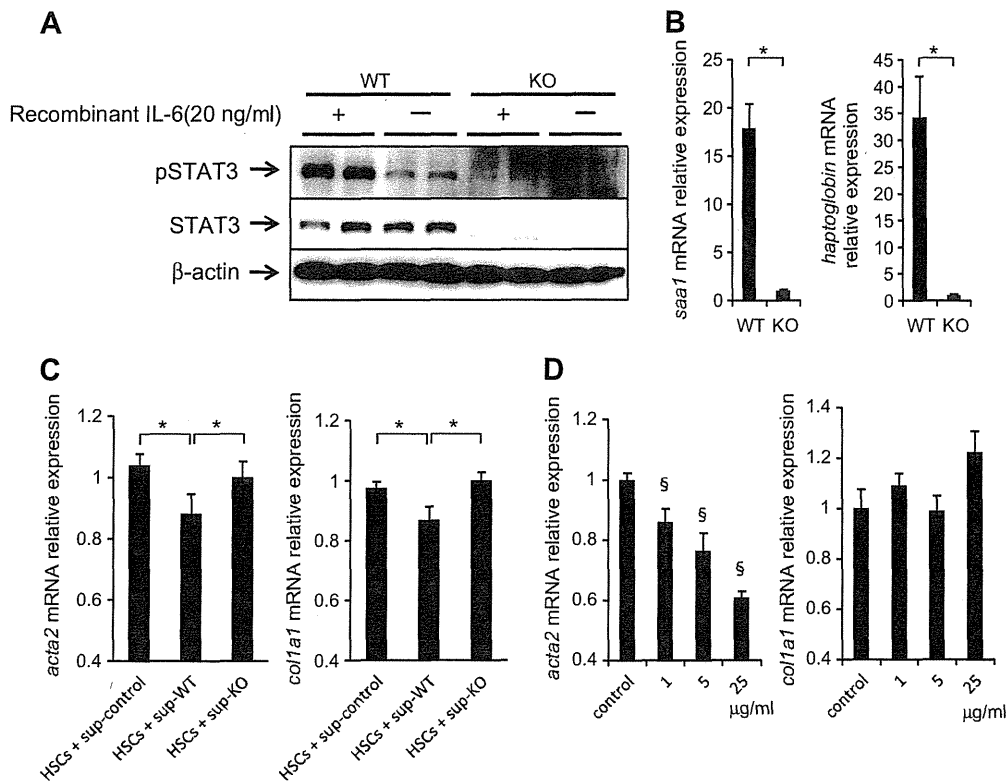 A
WT
KO
Recombinant IL-6(20 ng/ml)
+
−
+
−
pSTAT3
STAT3
β-actin
B
saa1 mRNA relative expression
25
20
15
10
5
0
*
WT KO
haptoglobin mRNA
relative expression
45
40
35
30
25
20
15
10
5
0
*
WT KO
C
acta2 mRNA relative expression
1.2
1
0.8
0.6
0.4
*
*
HSCs + sup-control
HSCs + sup-WT
HSCs + sup-KO
col1a1 mRNA relative expression
1.2
1
0.8
0.6
0.4
*
*
HSCs + sup-control
HSCs + sup-WT
HSCs + sup-KO
D
acta2 mRNA relative expression
1.2
1
0.8
0.6
0.4
§
§
§
control
1
5
25
μg/ml
col1a1 mRNA relative expression
1.4
1.2
1.0
0.8
0.6
0.4
control
1
5
25
μg/ml